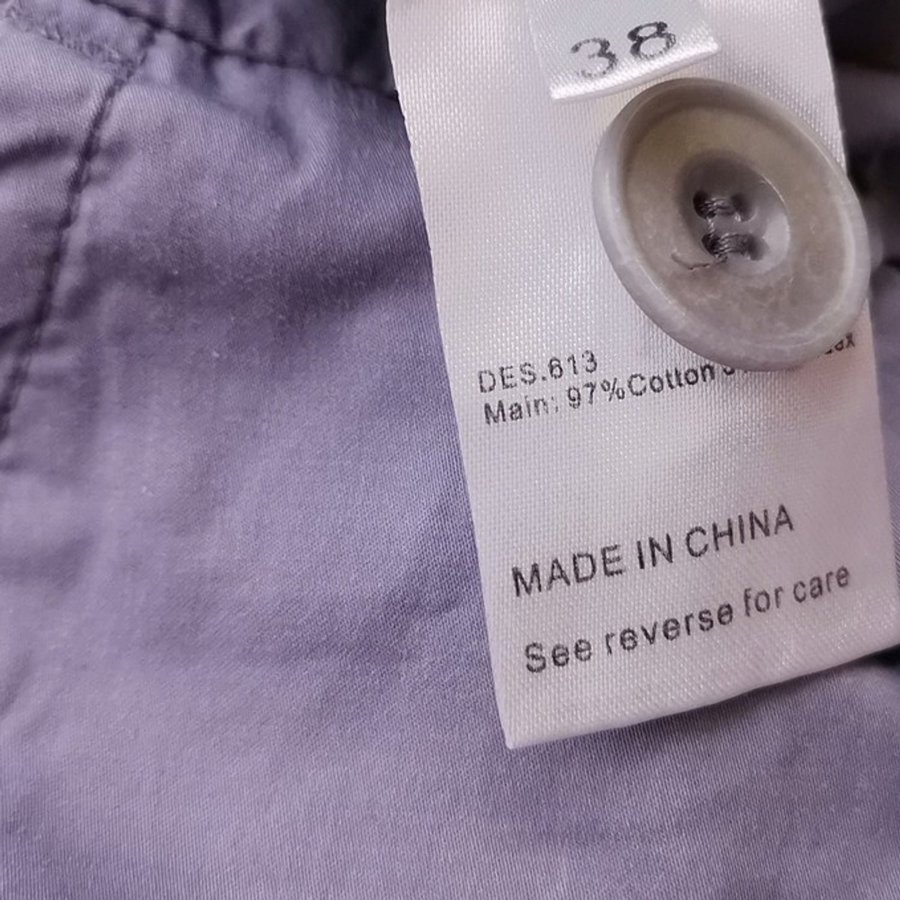 38
DES.613
Main: 97%Cotton
MADE IN CHINA
See reverse for care